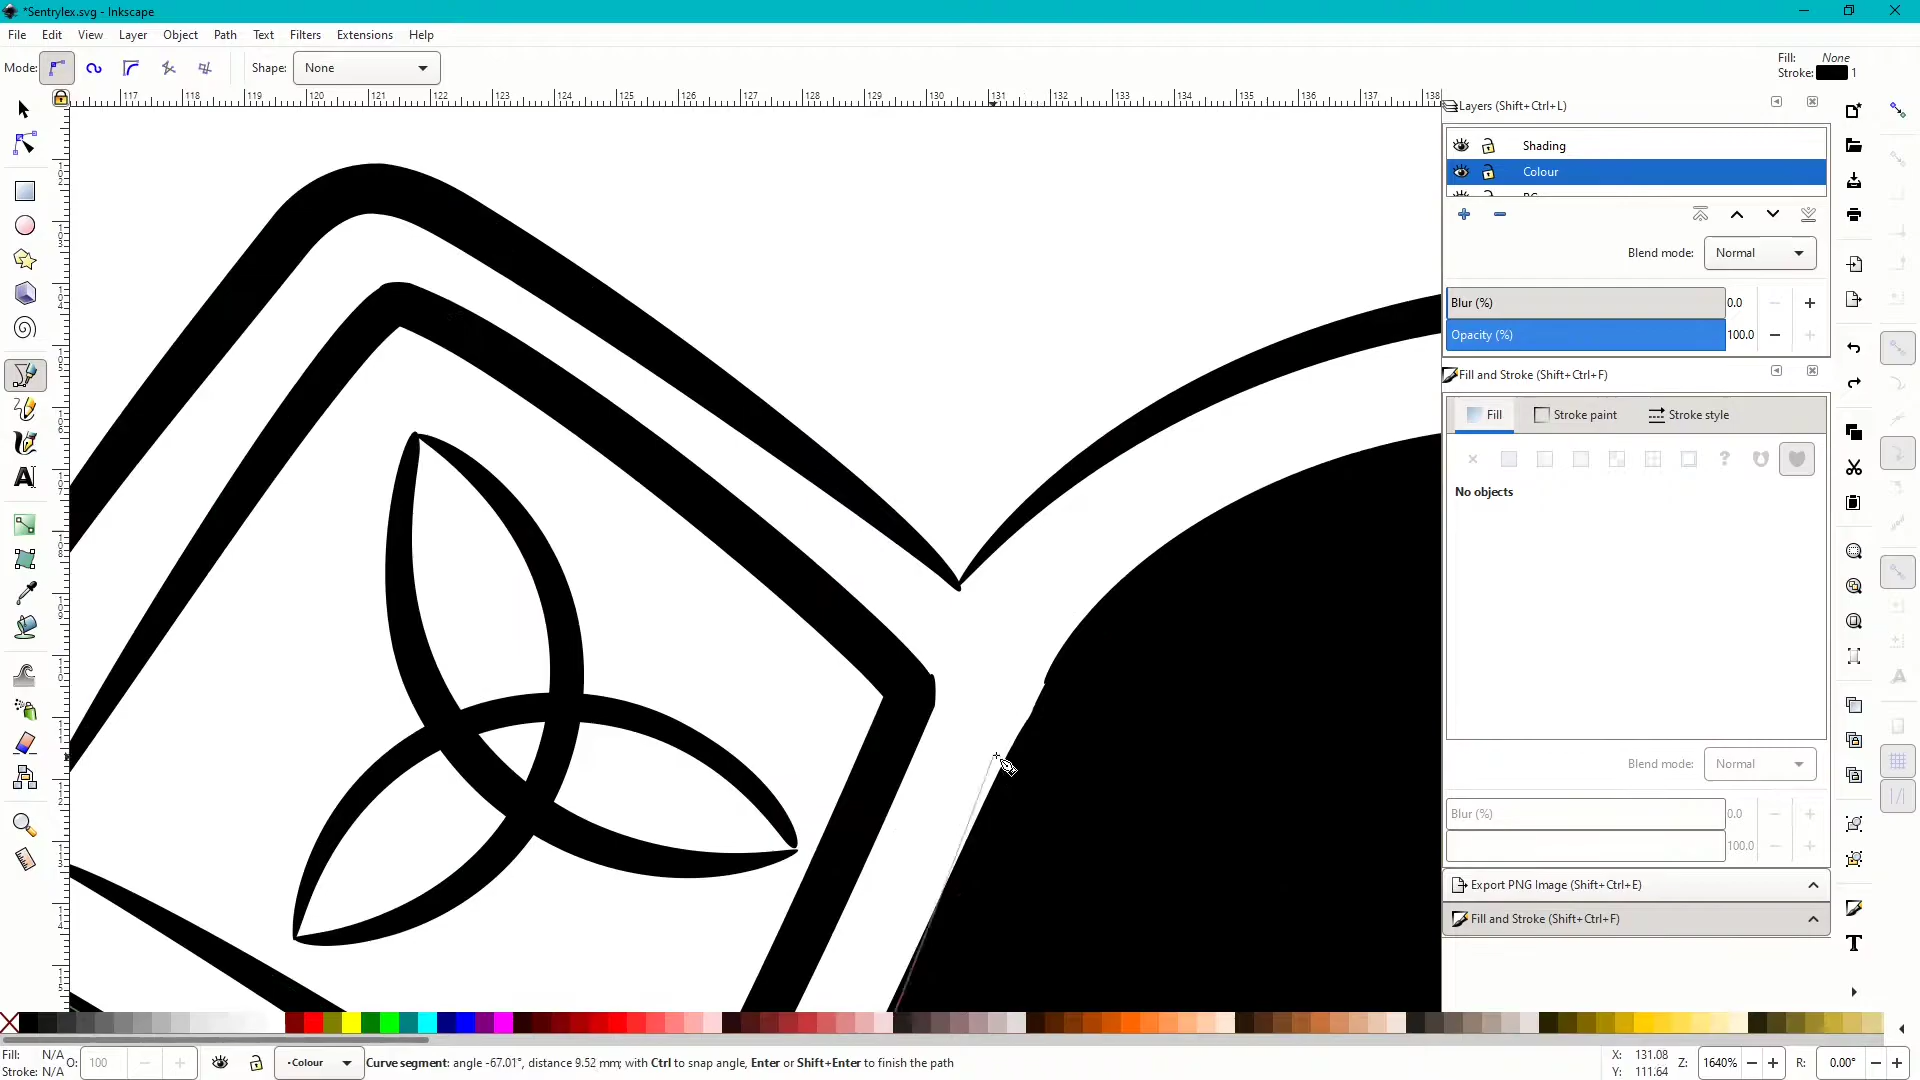 *Sentrylex.svg - Inkscape
File Edit View Layer Object Path Text Filters Extensions Help
Mode: Shape: None
Fill: None
Stroke: 1
117 118 119 120 121 122 123 124 125 126 127 128 129 130 131 132 133 134 135 136 137 138
Layers (Shift+Ctrl+L)
Shading
Colour
Blend mode: Normal
Blur (%) 0.0
Opacity (%) 100.0
Fill and Stroke (Shift+Ctrl+F)
Fill Stroke paint Stroke style
?
No objects
Blend mode: Normal
Blur (%) 0.0
100.0
Export PNG Image (Shift+Ctrl+E)
Fill and Stroke (Shift+Ctrl+F)
Fill: N/A
Stroke: N/A
O: 100
•Colour
Curve segment: angle -67.01°, distance 9.52 mm; with Ctrl to snap angle, Enter or Shift+Enter to finish the path
X: 131.08
Y: 111.64
Z: 1640%
R: 0.00°